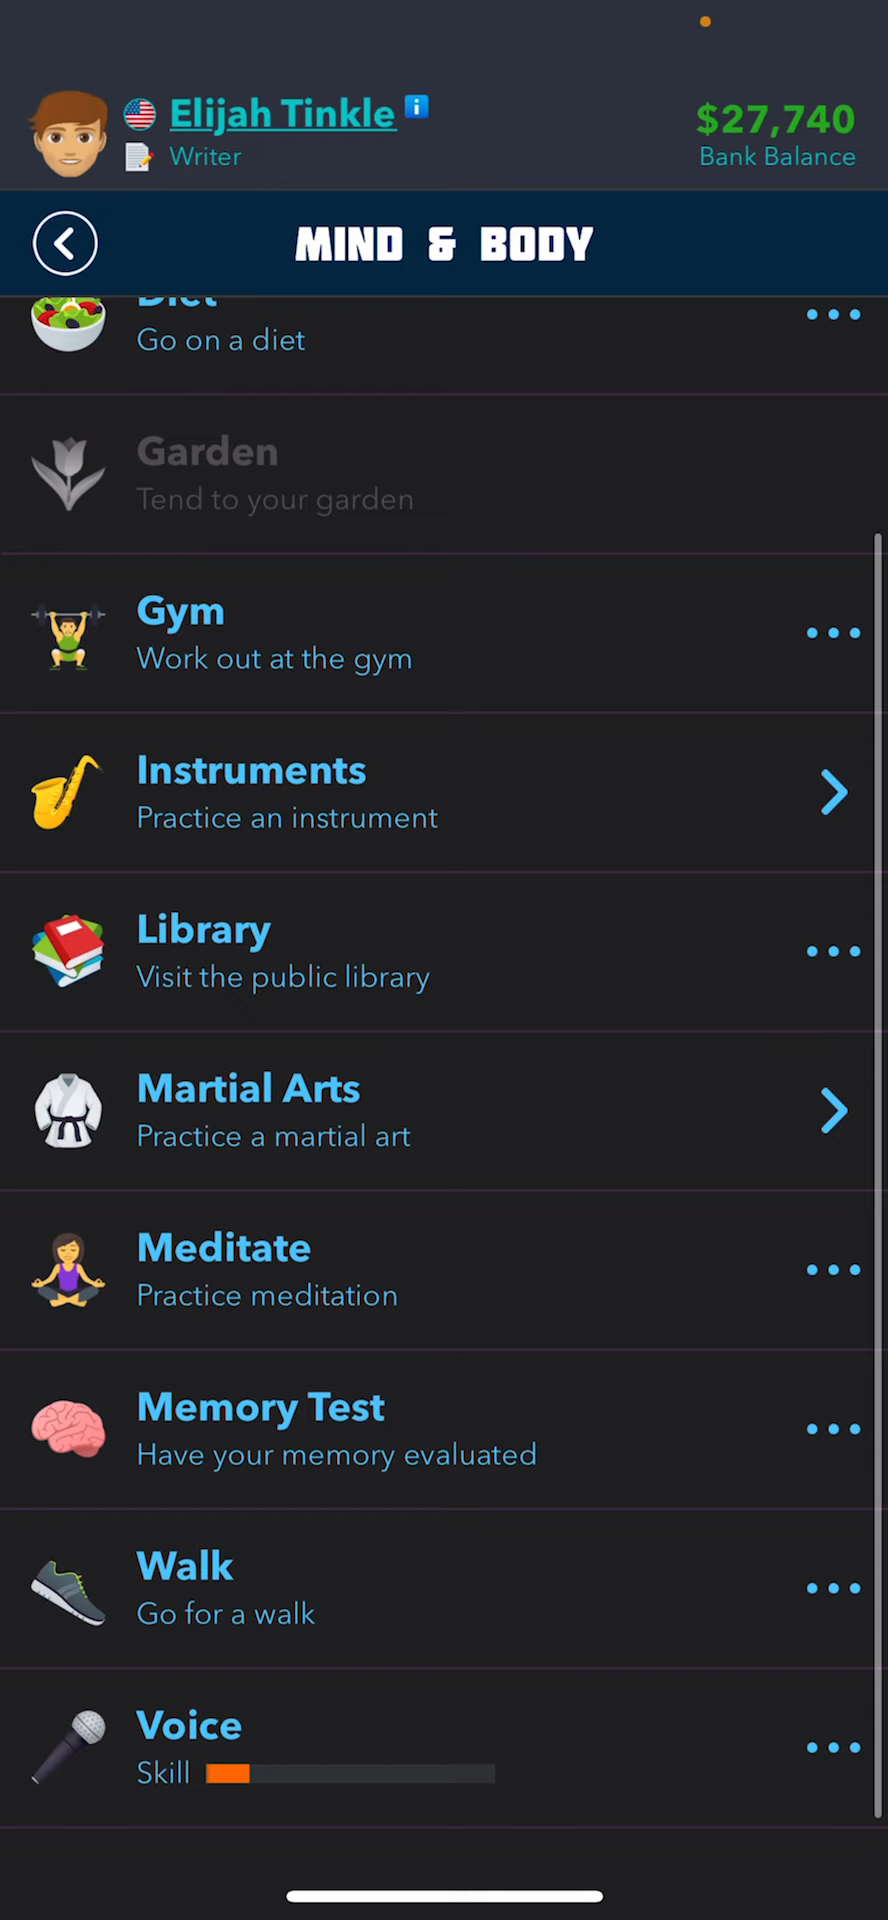 Elijah Tinkle
Writer
$27,740
Bank Balance
MIND & BODY
Diet
Go on a diet
Garden
Tend to your garden
Gym
Work out at the gym
Instruments
Practice an instrument
Library
Visit the public library
Martial Arts
Practice a martial art
Meditate
Practice meditation
Memory Test
Have your memory evaluated
Walk
Go for a walk
Voice
Skill